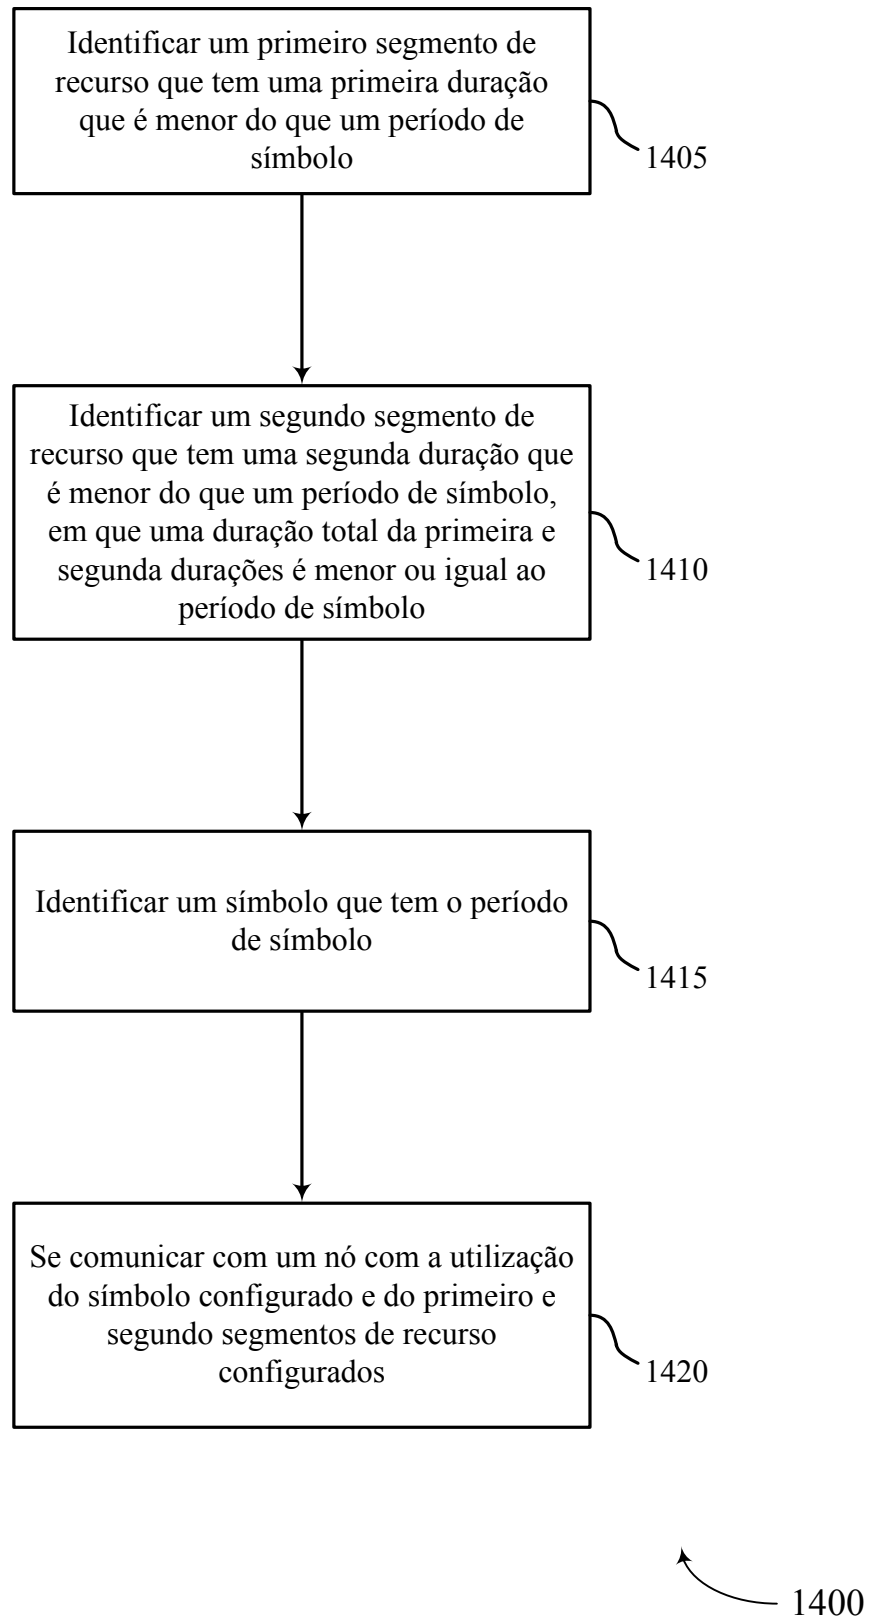 Identificar um primeiro segmento de
recurso que tem uma primeira duração
que é menor do que um período de
símbolo
1405
Identificar um segundo segmento de
recurso que tem uma segunda duração que
é menor do que um período de símbolo,
em que uma duração total da primeira e
segunda durações é menor ou igual ao
período de símbolo
1410
Identificar um símbolo que tem o período
de símbolo
1415
Se comunicar com um nó com a utilização
do símbolo configurado e do primeiro e
segundo segmentos de recurso
configurados
1420
1400